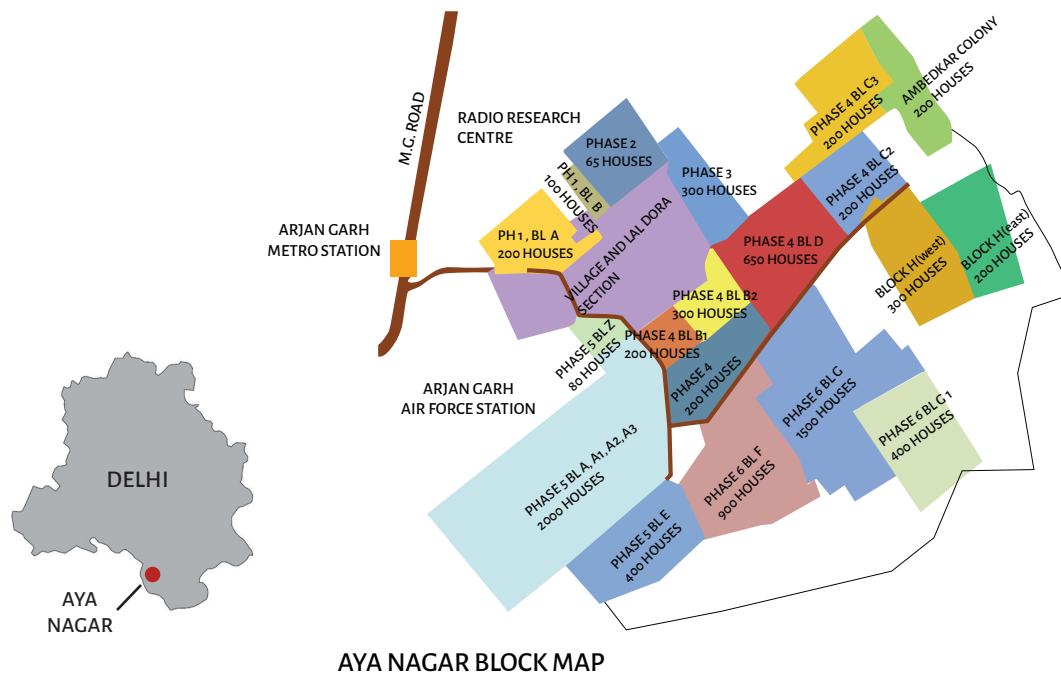 M.G. ROAD
RADIO RESEARCH
CENTRE
ARJAN GARH
METRO STATION
PHASE 2
65 HOUSES
PH 1, BL B
100 HOUSES
PH 1 , BL A
200 HOUSES
PHASE 3
300 HOUSES
VILLAGE AND LAL DORA
SECTION
PHASE 4 BL C3
200 HOUSES
AMBEDKAR COLONY
200 HOUSES
PHASE 4 BL C2
200 HOUSES
PHASE 4 BL D
650 HOUSES
BLOCK H(west)
300 HOUSES
BLOCK H(east)
200 HOUSES
PHASE 4 BL B2
300 HOUSES
PHASE 4 BL B1
200 HOUSES
PHASE 5 BL Z
80 HOUSES
PHASE 4
200 HOUSES
ARJAN GARH
AIR FORCE STATION
PHASE 6 BL G
1500 HOUSES
PHASE 6 BL G 1
400 HOUSES
PHASE 5 BL A, A1, A2, A3
2000 HOUSES
PHASE 6 BL F
900 HOUSES
PHASE 5 BL E
400 HOUSES
DELHI
AYA
NAGAR
AYA NAGAR BLOCK MAP